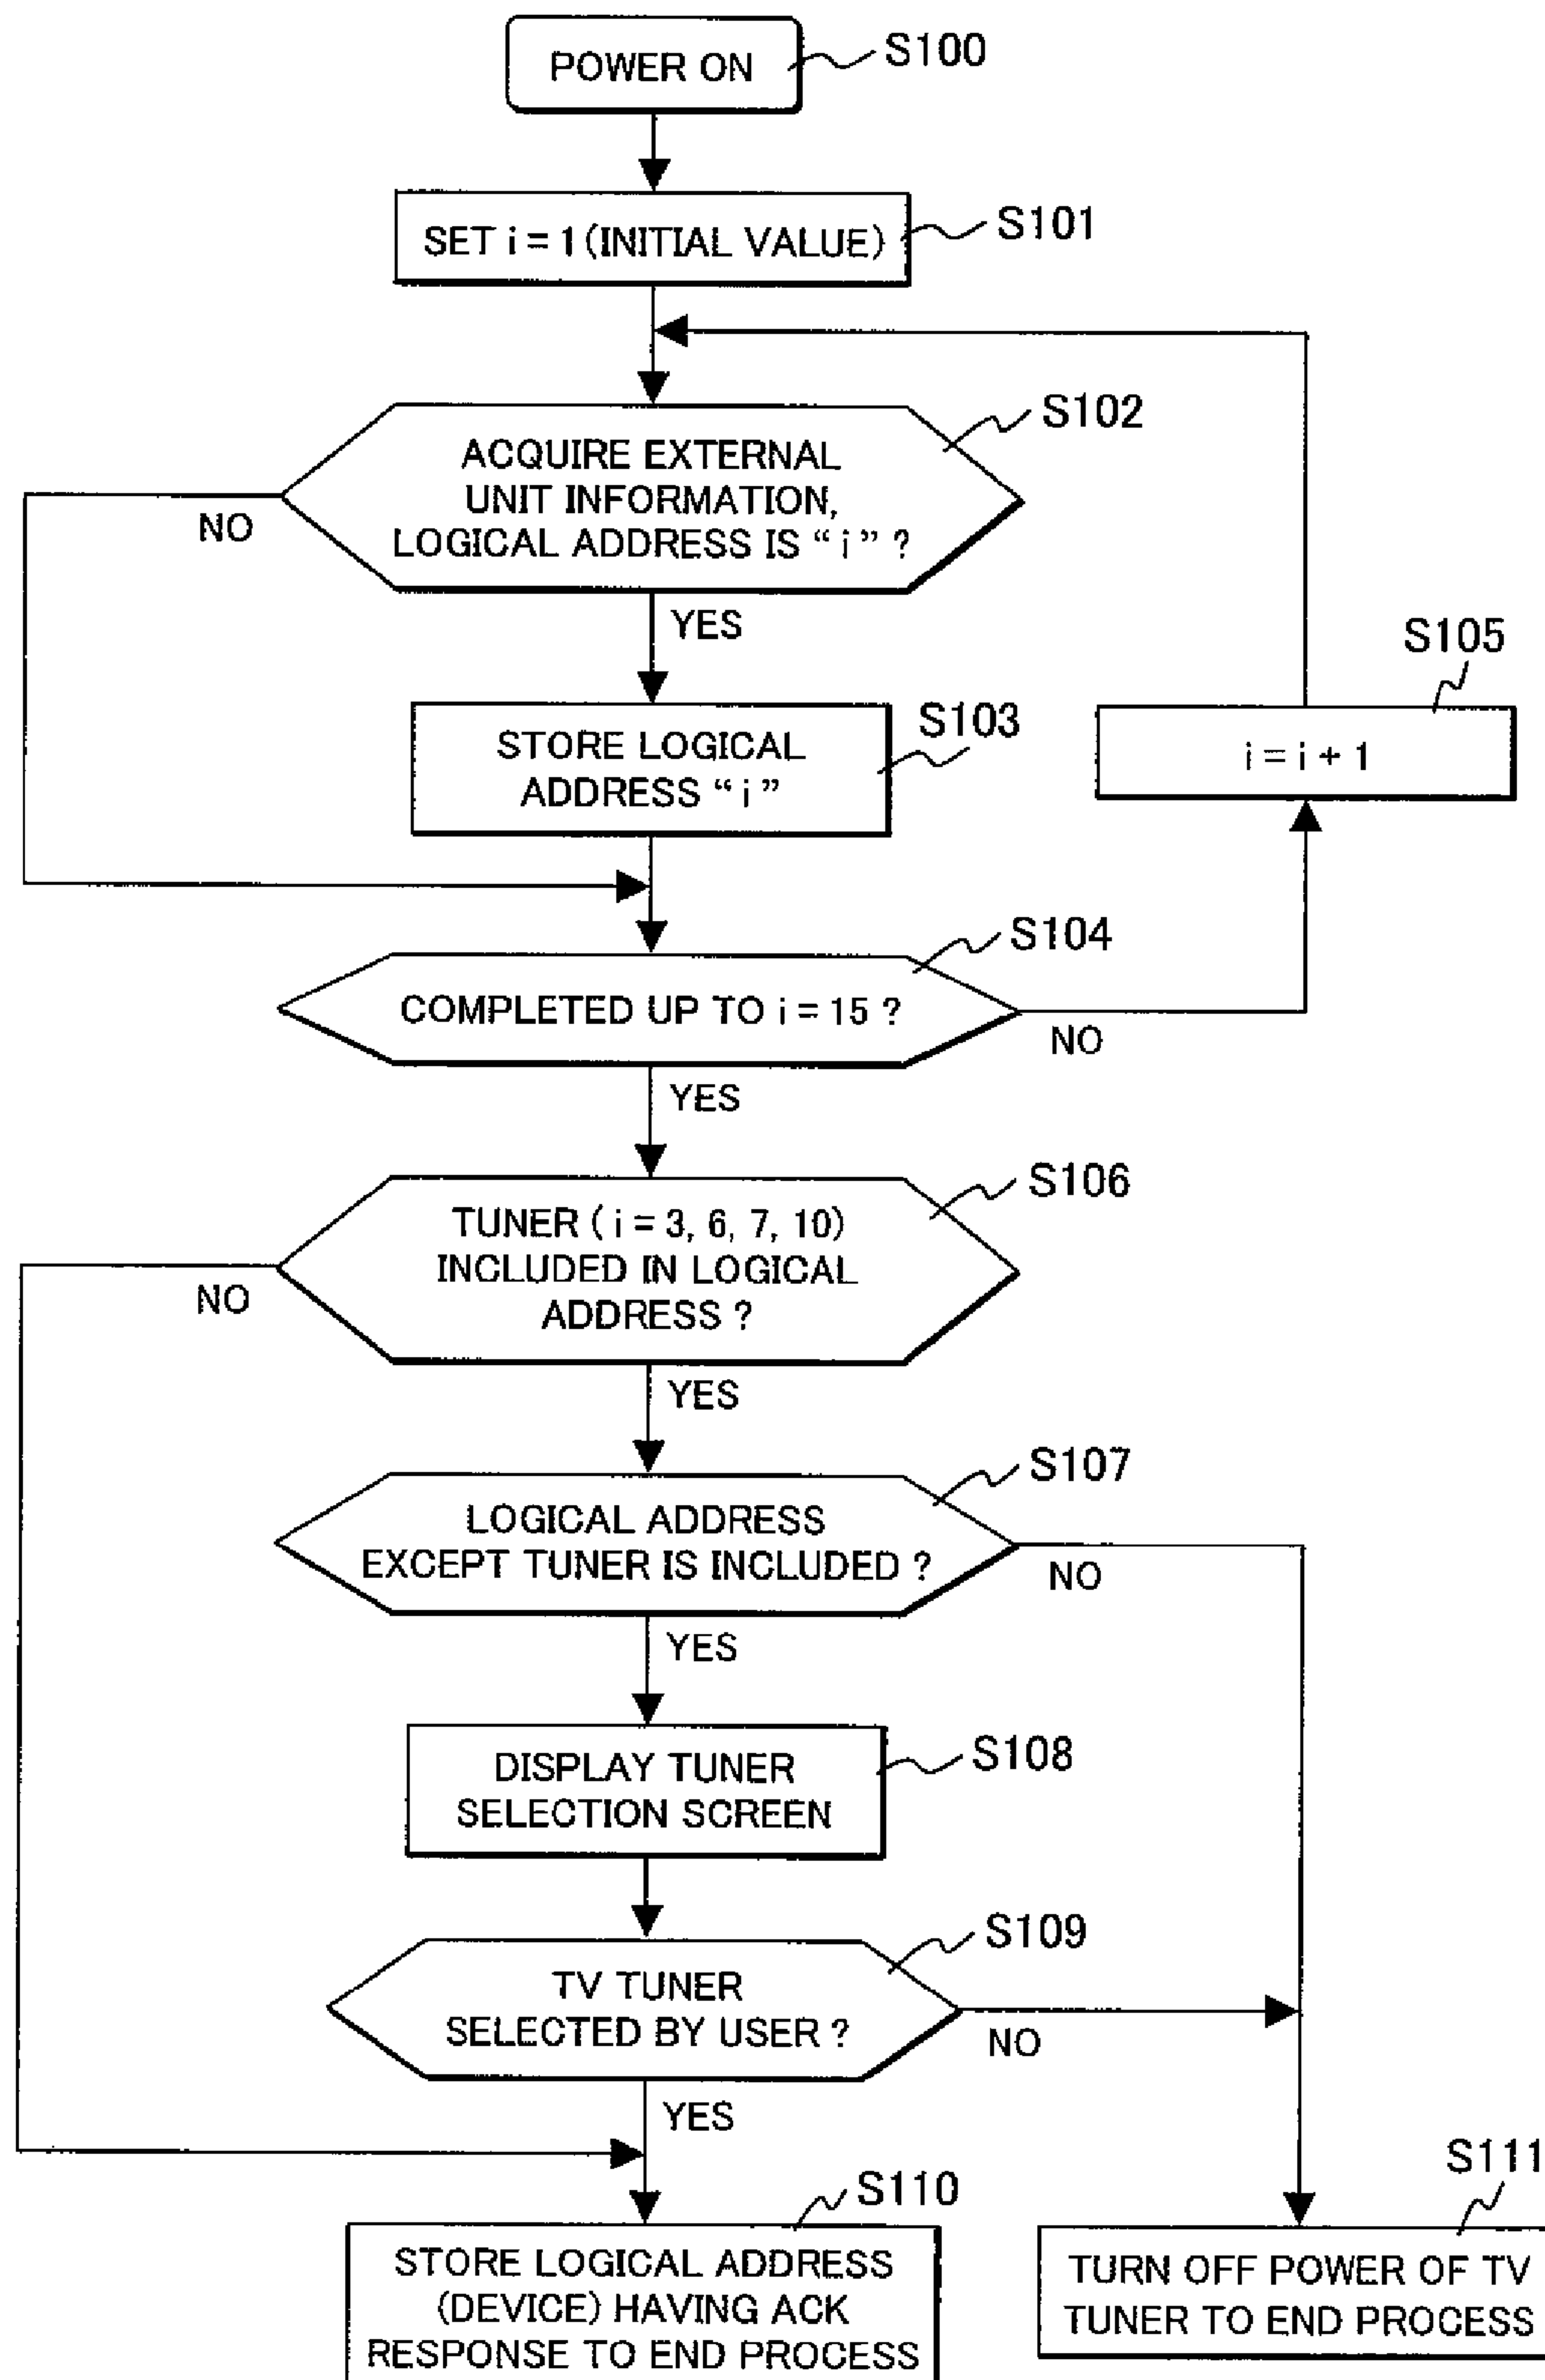 POWER ON
S100
SET i = 1 (INITIAL VALUE)
S101
S102
ACQUIRE EXTERNAL
UNIT INFORMATION,
LOGICAL ADDRESS IS “ i ” ?
NO
YES
S103
STORE LOGICAL
ADDRESS “ i ”
S105
i = i + 1
S104
COMPLETED UP TO i = 15 ?
NO
YES
S106
TUNER ( i = 3, 6, 7, 10)
INCLUDED IN LOGICAL
ADDRESS ?
NO
YES
S107
LOGICAL ADDRESS
EXCEPT TUNER IS INCLUDED ?
NO
YES
S108
DISPLAY TUNER
SELECTION SCREEN
S109
TV TUNER
SELECTED BY USER ?
NO
YES
S110
STORE LOGICAL ADDRESS
(DEVICE) HAVING ACK
RESPONSE TO END PROCESS
S111
TURN OFF POWER OF TV
TUNER TO END PROCESS